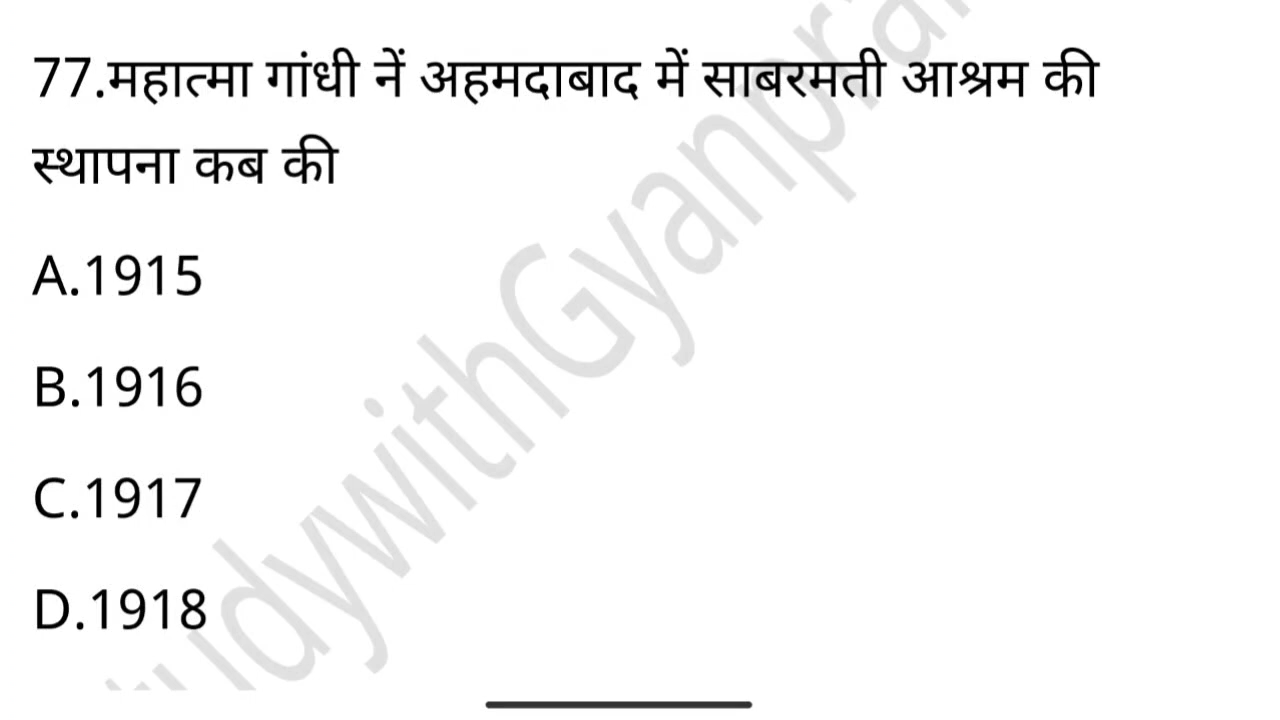 77.महात्मा गांधी नें अहमदाबाद में साबरमती आश्रम की
स्थापना कब की
A.1915
B.1916
C.1917
D.1918